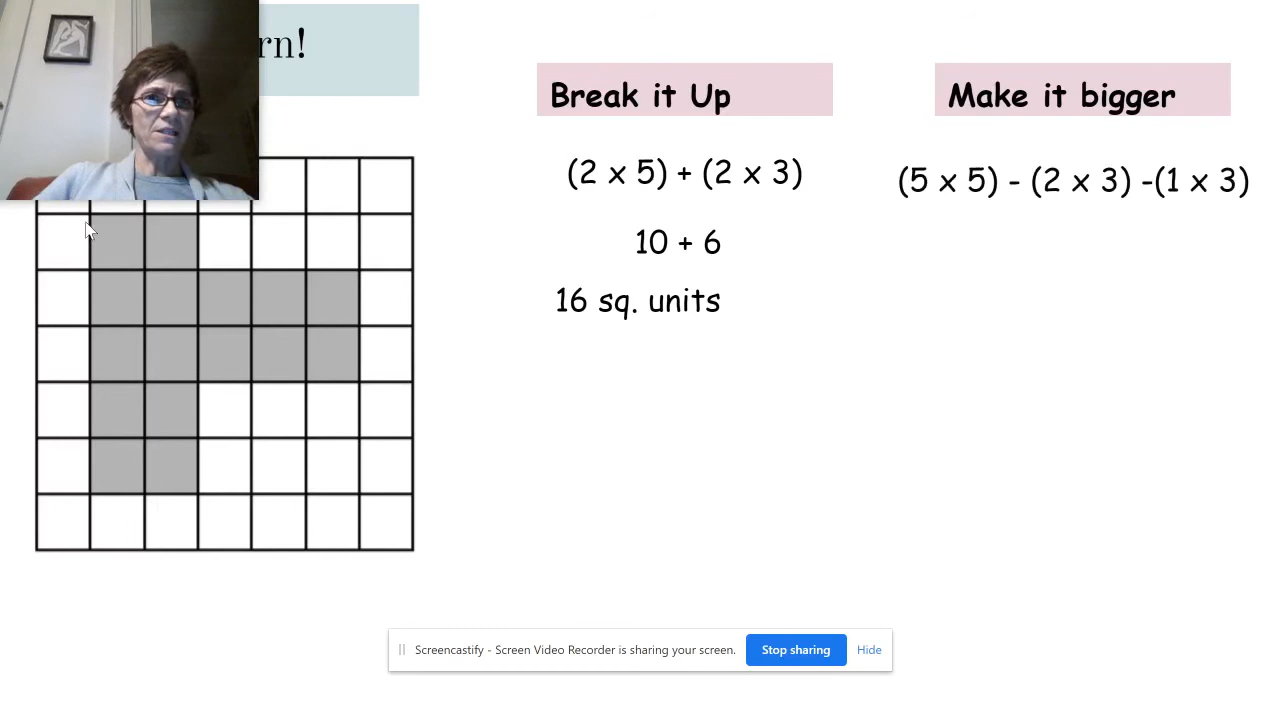 rn!
Break it Up
(2 x 5) + (2 x 3)
10 + 6
16 sq. units
Make it bigger
(5 x 5) - (2 x 3) -(1 x 3)
Screencastify - Screen Video Recorder is sharing your screen.
Stop sharing
Hide